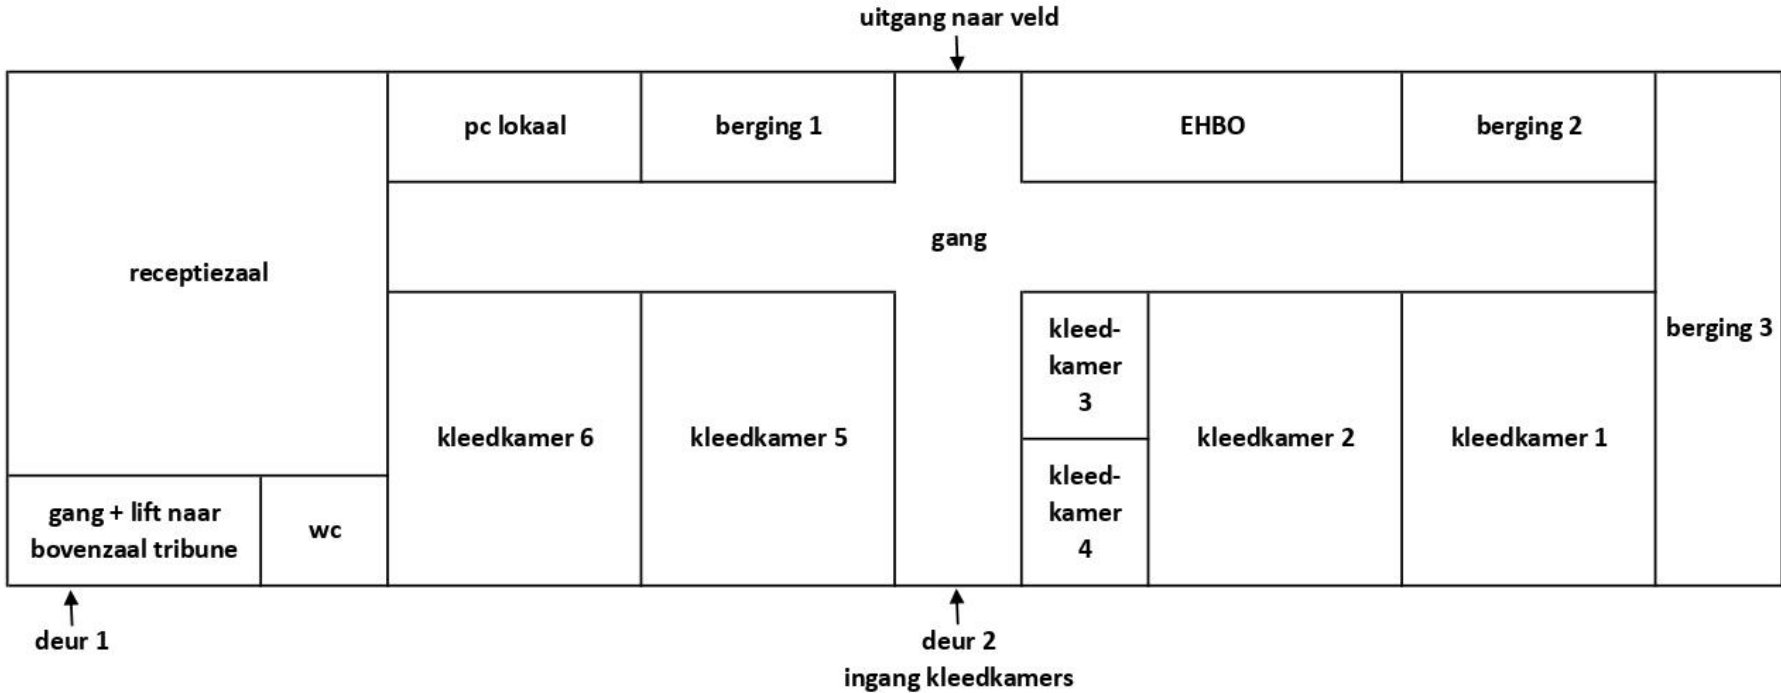 uitgang naar veld
pc lokaal
berging 1
EHBO
berging 2
gang
receptiezaal
berging 3
kleed-
kamer
3
kleedkamer 6
kleedkamer 5
kleedkamer 2
kleedkamer 1
kleed-
kamer
4
gang + lift naar
bovenzaal tribune
wc
deur 1
deur 2
ingang kleedkamers